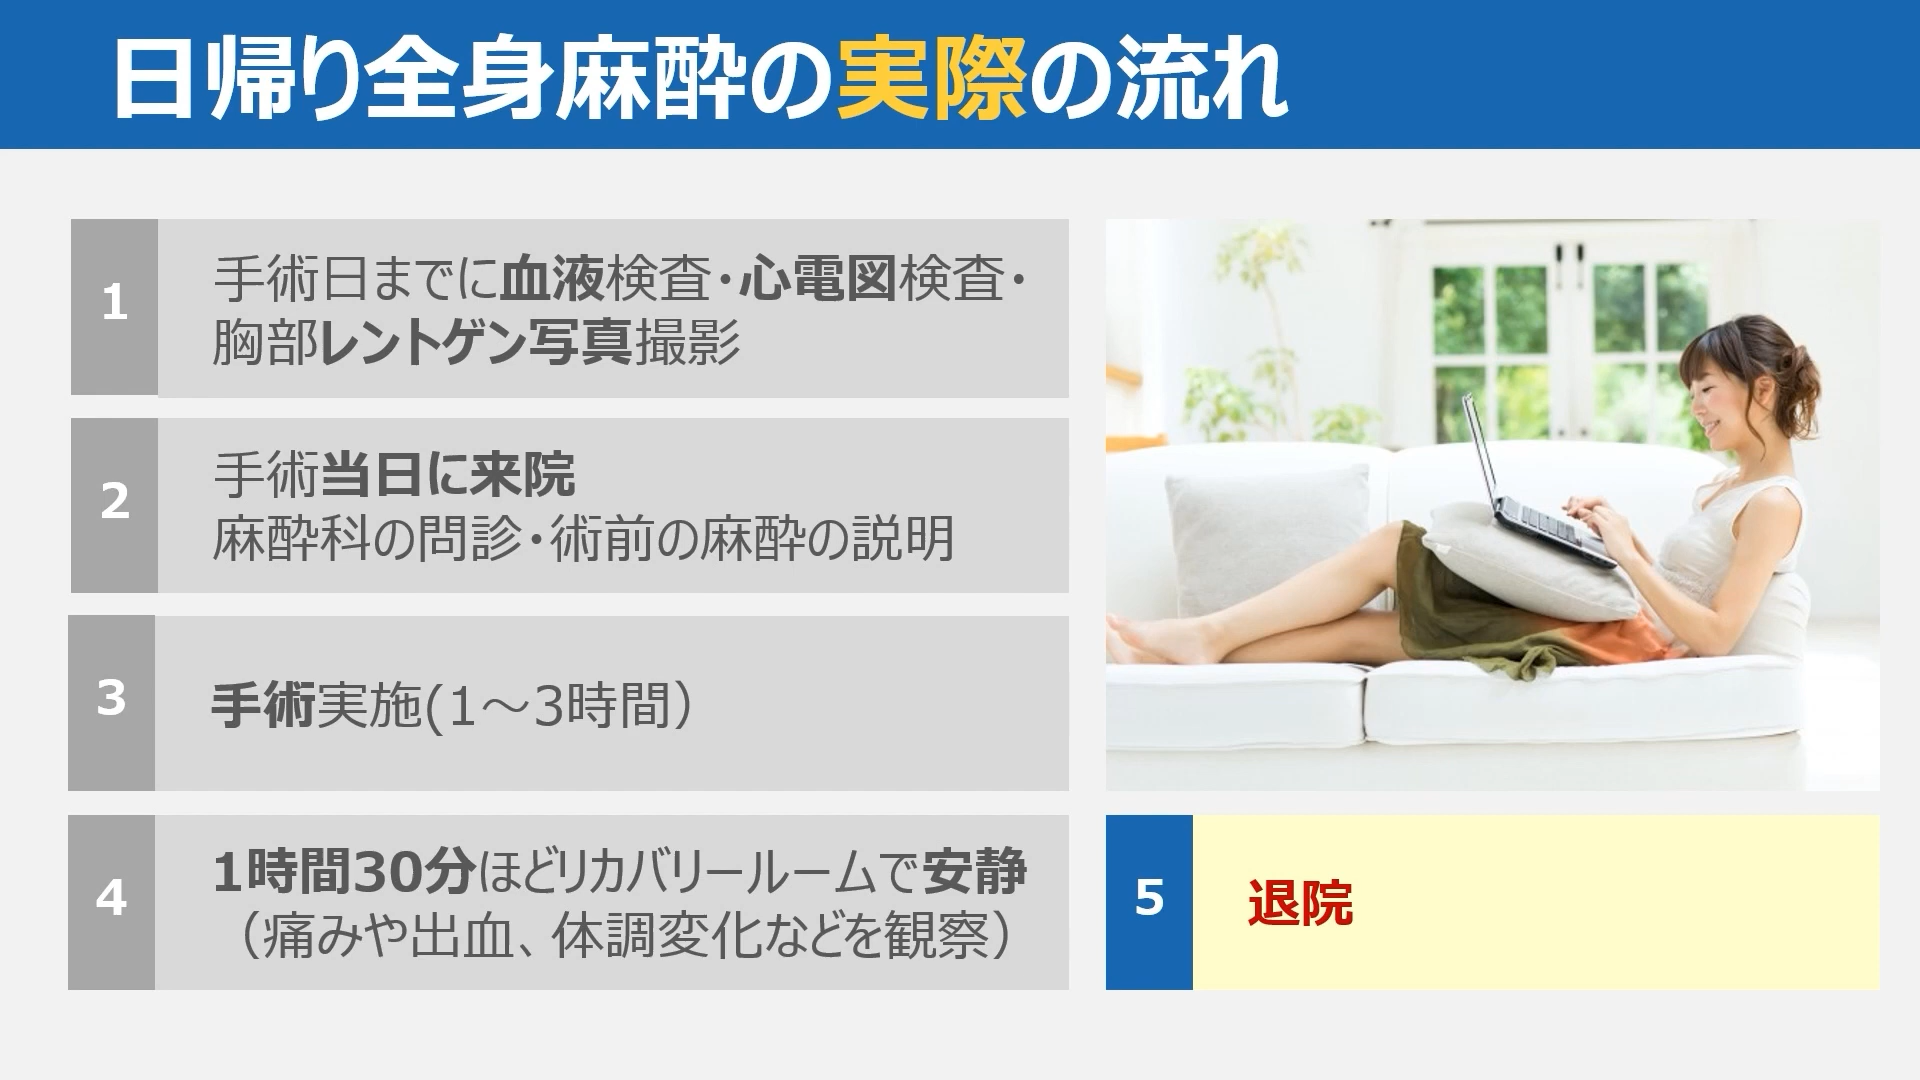 日帰り全身麻酔の実際の流れ
1
手術日までに血液検査・心電図検査・
胸部レントゲン写真撮影
2
手術当日に来院
麻酔科の問診・術前の麻酔の説明
3
手術実施(1～3時間）
4
1時間30分ほどリカバリールームで安静
（痛みや出血、体調変化などを観察）
5
退院